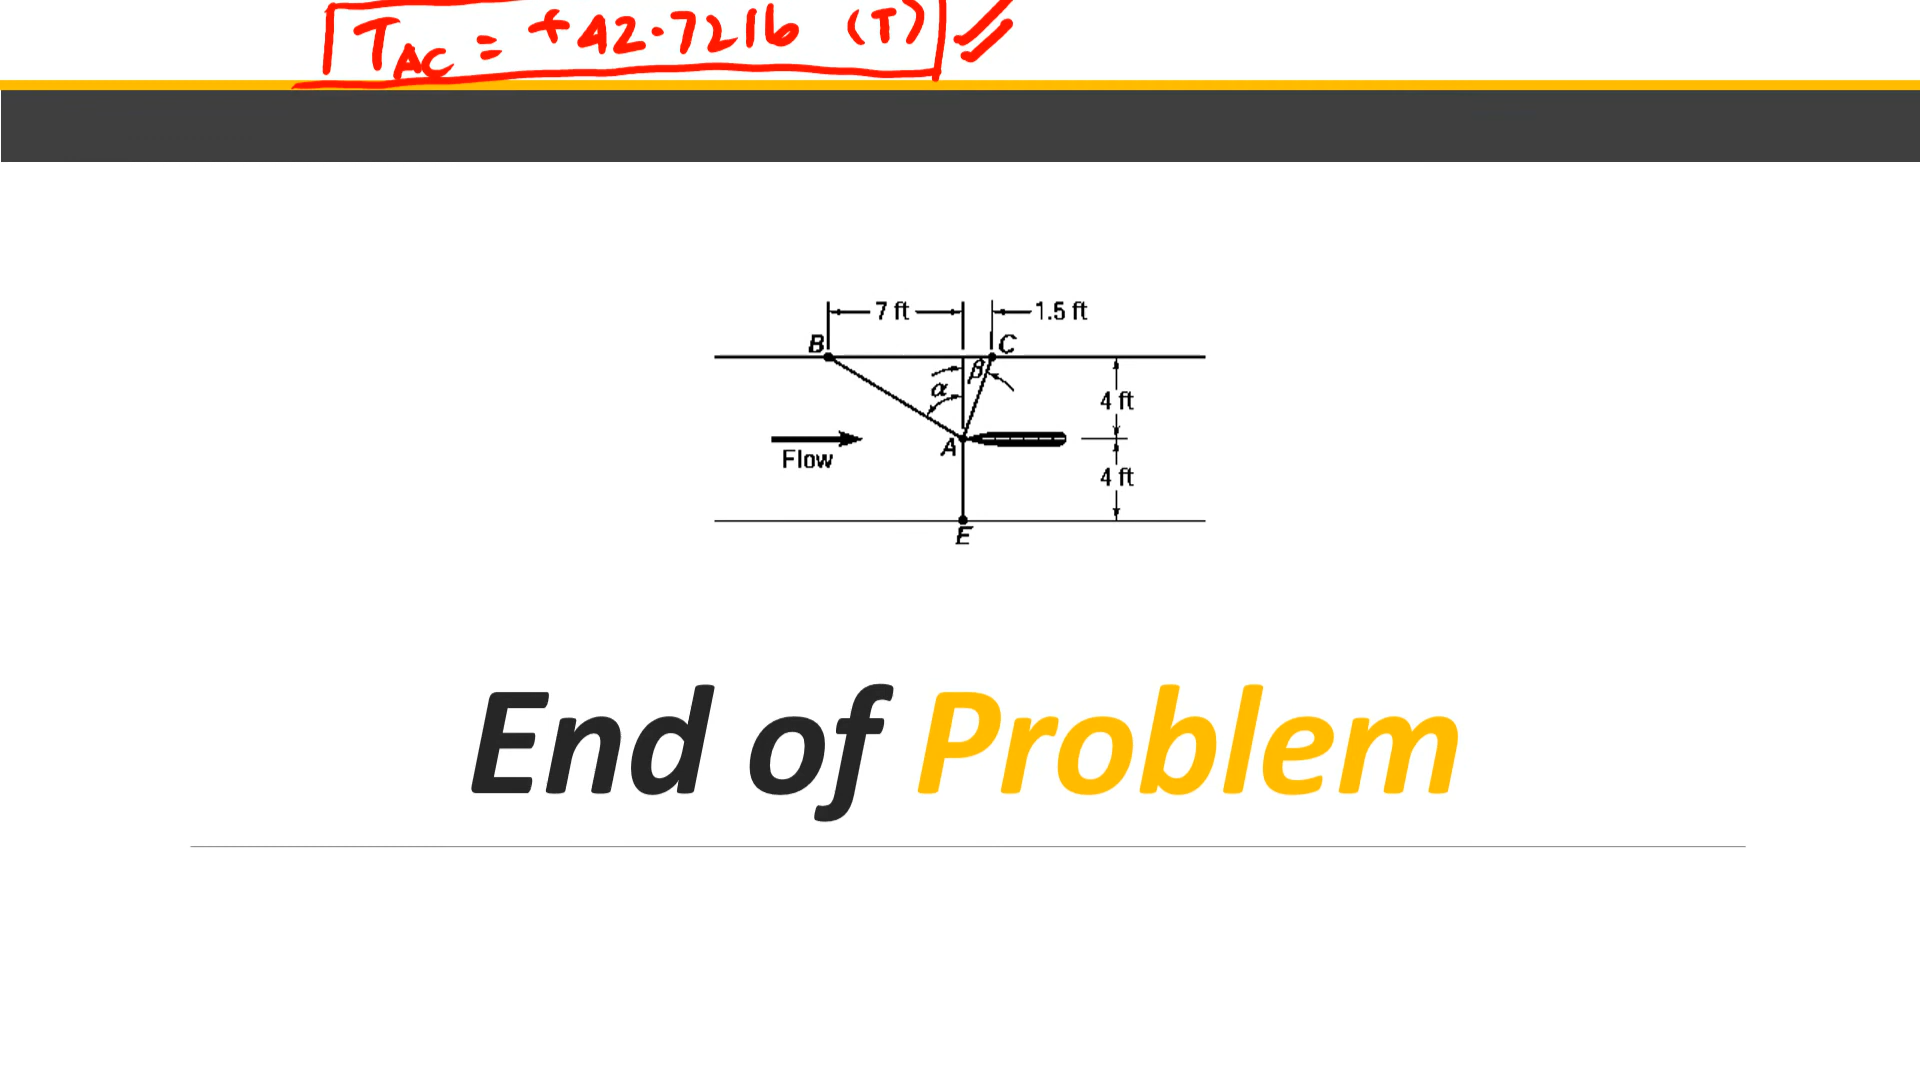 TAC = +42.7216 (T)
7 ft
1.5 ft
B
C
β
α
4 ft
A
Flow
4 ft
E
End of Problem